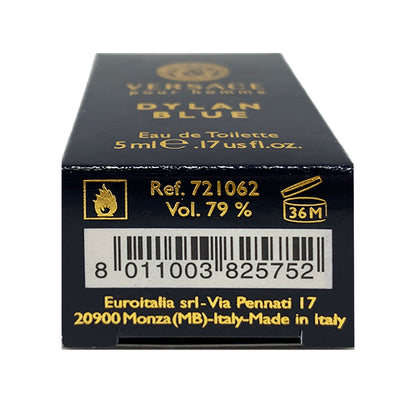 VERSACE
pour homme
DYLAN
BLUE
Eau de Toilette
5 ml e .17 us fl.oz.
Ref. 721062
Vol. 79 %
36M
8 011003 825752
Euroitalia srl-Via Pennati 17
20900 Monza(MB)-Italy-Made in Italy